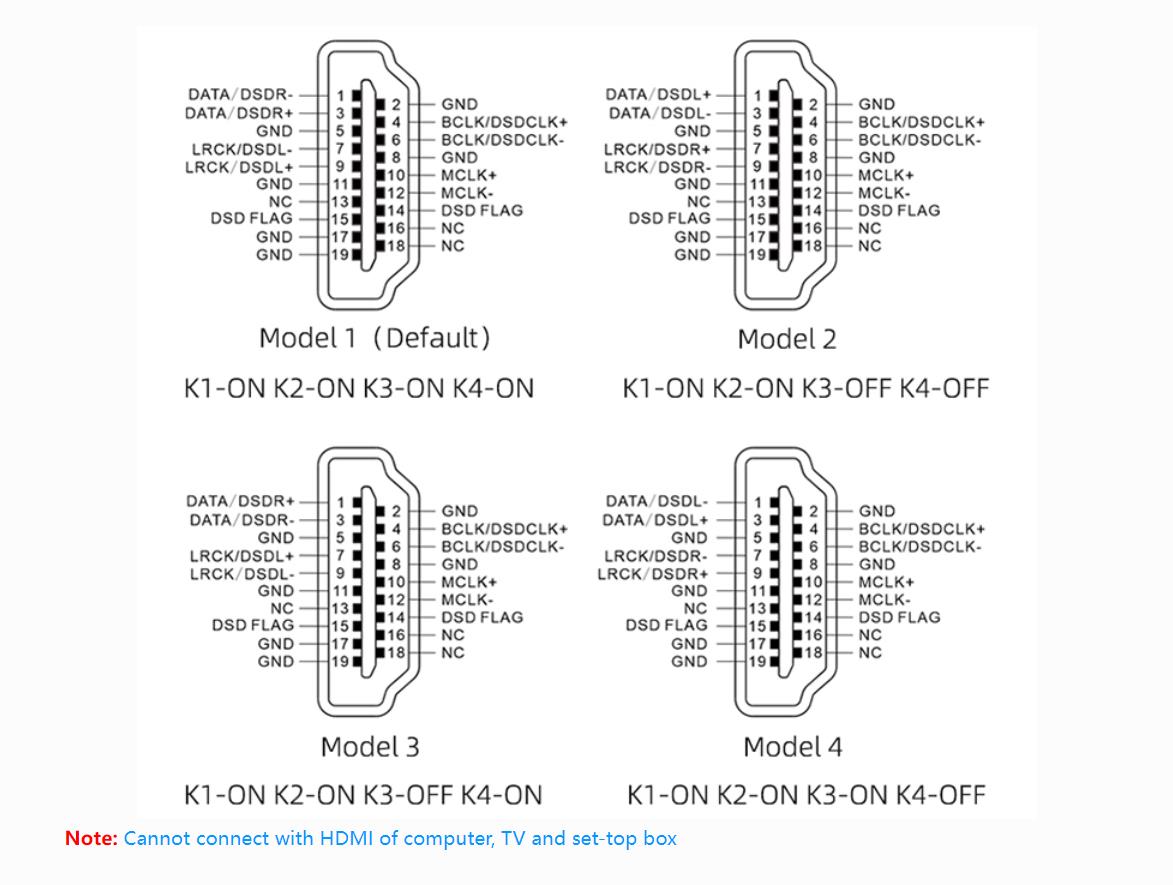 DATA/DSDR- 1 2 GND
DATA/DSDR+ 3 4 BCLK/DSDCLK+
GND 5 6 BCLK/DSDCLK-
LRCK/DSDL- 7 8 GND
LRCK/DSDL+ 9 10 MCLK+
GND 11 12 MCLK-
NC 13 14 DSD FLAG
DSD FLAG 15 16 NC
GND 17 18 NC
GND 19
Model 1 (Default)
K1-ON K2-ON K3-ON K4-ON
DATA/DSDL+ 1 2 GND
DATA/DSDL- 3 4 BCLK/DSDCLK+
GND 5 6 BCLK/DSDCLK-
LRCK/DSDR+ 7 8 GND
LRCK/DSDR- 9 10 MCLK+
GND 11 12 MCLK-
NC 13 14 DSD FLAG
DSD FLAG 15 16 NC
GND 17 18 NC
GND 19
Model 2
K1-ON K2-ON K3-OFF K4-OFF
DATA/DSDR+ 1 2 GND
DATA/DSDR- 3 4 BCLK/DSDCLK+
GND 5 6 BCLK/DSDCLK-
LRCK/DSDL+ 7 8 GND
LRCK/DSDL- 9 10 MCLK+
GND 11 12 MCLK-
NC 13 14 DSD FLAG
DSD FLAG 15 16 NC
GND 17 18 NC
GND 19
Model 3
K1-ON K2-ON K3-OFF K4-ON
DATA/DSDL- 1 2 GND
DATA/DSDL+ 3 4 BCLK/DSDCLK+
GND 5 6 BCLK/DSDCLK-
LRCK/DSDR- 7 8 GND
LRCK/DSDR+ 9 10 MCLK+
GND 11 12 MCLK-
NC 13 14 DSD FLAG
DSD FLAG 15 16 NC
GND 17 18 NC
GND 19
Model 4
K1-ON K2-ON K3-ON K4-OFF
Note: Cannot connect with HDMI of computer, TV and set-top box